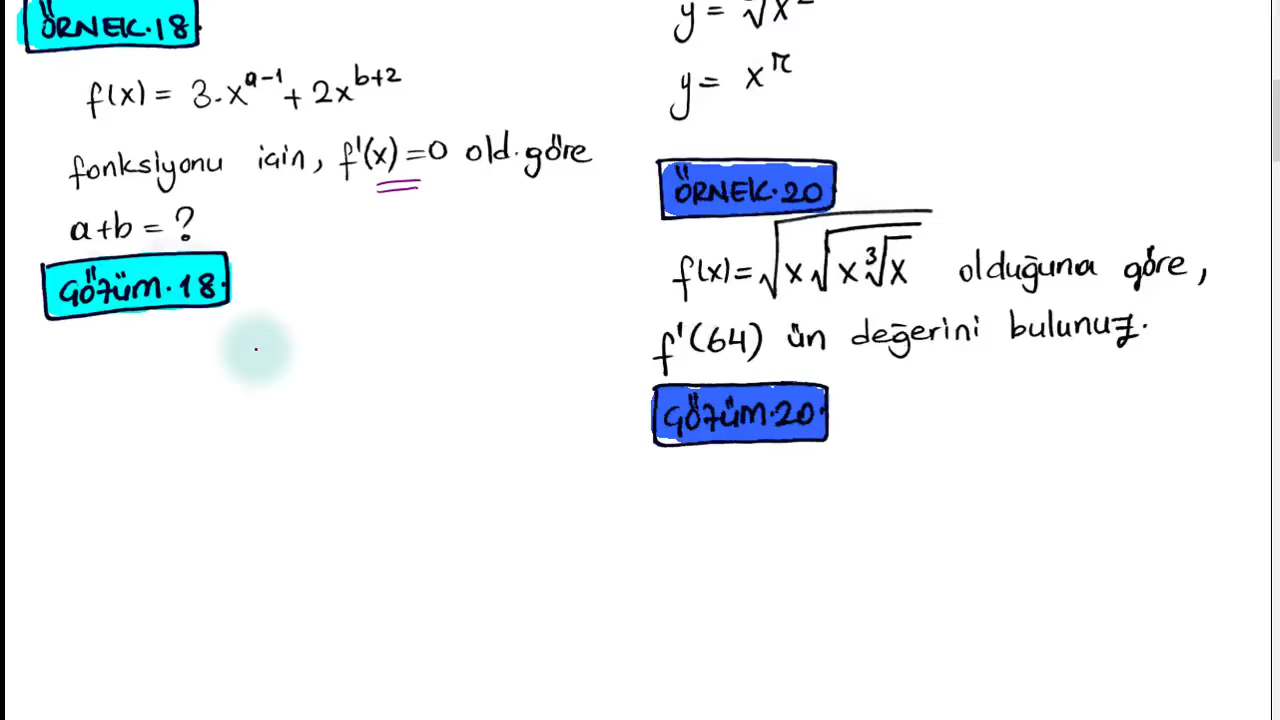 ÖRNEK.18.
f(x) = 3.x^{a-1} + 2x^{b+2}
fonksiyonu için, f'(x)=0 old. göre
a+b = ?
ÇÖZÜM.18.
y = x^π
ÖRNEK.20
f(x)=√(x√(x∛x)) olduğuna göre,
f'(64) ün değerini bulunuz.
ÇÖZÜM.20.